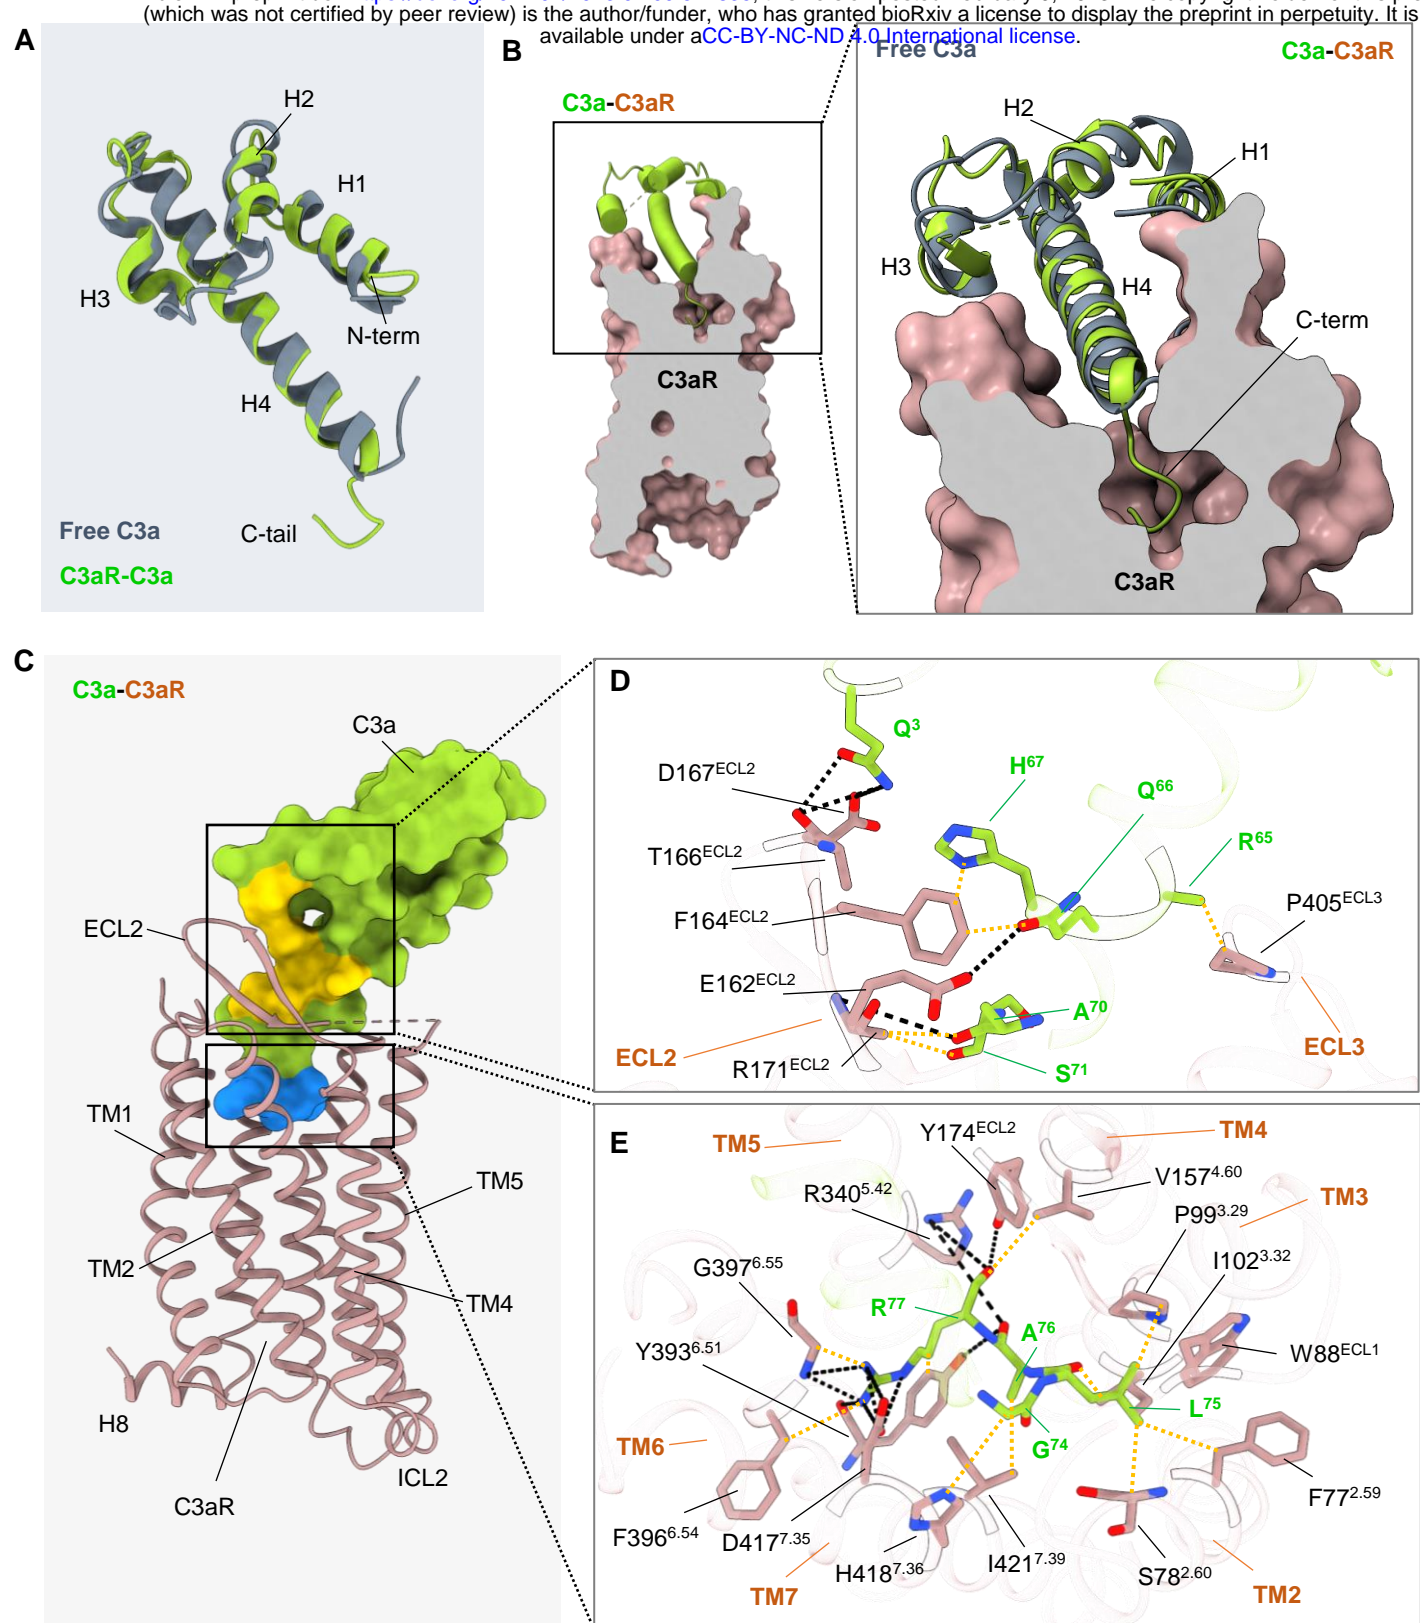 (which was not certified by peer review) is the author/funder, who has granted bioRxiv a license to display the preprint in perpetuity. It is
available under aCC-BY-NC-ND 4.0 International license.
A
H2
H1
H3
N-term
H4
C-tail
Free C3a
C3aR-C3a
B
C3a-C3aR
C3aR
Free C3a
C3a-C3aR
H2
H1
H3
H4
C-term
C3aR
C
C3a-C3aR
C3a
ECL2
TM1
TM5
TM2
TM4
H8
ICL2
C3aR
D
Q3
D167ECL2
H67
Q66
T166ECL2
R65
P405ECL3
F164ECL2
E162ECL2
A70
ECL2
R171ECL2
S71
ECL3
E
TM5
Y174ECL2
TM4
R3405.42
V1574.60
TM3
P993.29
G3976.55
I1023.32
R77
A76
Y3936.51
W88ECL1
L75
TM6
G74
F772.59
F3966.54
D4177.35
H4187.36
I4217.39
S782.60
TM7
TM2